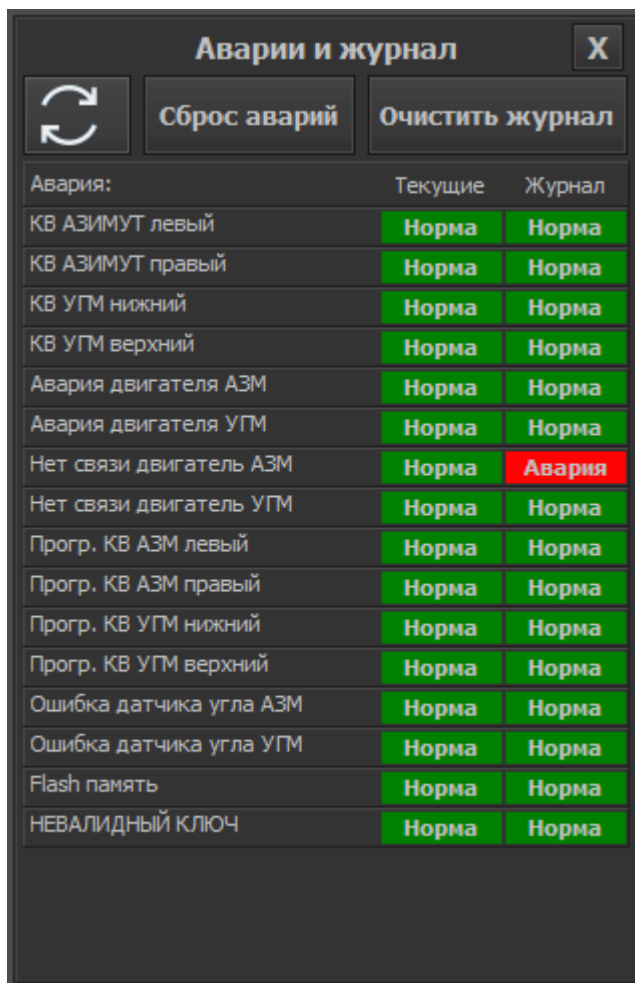 Аварии и журнал X
Сброс аварий Очистить журнал
Авария: Текущие Журнал
КВ АЗИМУТ левый Норма Норма
КВ АЗИМУТ правый Норма Норма
КВ УГМ нижний Норма Норма
КВ УГМ верхний Норма Норма
Авария двигателя АЗМ Норма Норма
Авария двигателя УГМ Норма Норма
Нет связи двигатель АЗМ Норма Авария
Нет связи двигатель УГМ Норма Норма
Прогр. КВ АЗМ левый Норма Норма
Прогр. КВ АЗМ правый Норма Норма
Прогр. КВ УГМ нижний Норма Норма
Прогр. КВ УГМ верхний Норма Норма
Ошибка датчика угла АЗМ Норма Норма
Ошибка датчика угла УГМ Норма Норма
Flash память Норма Норма
НЕВАЛИДНЫЙ КЛЮЧ Норма Норма